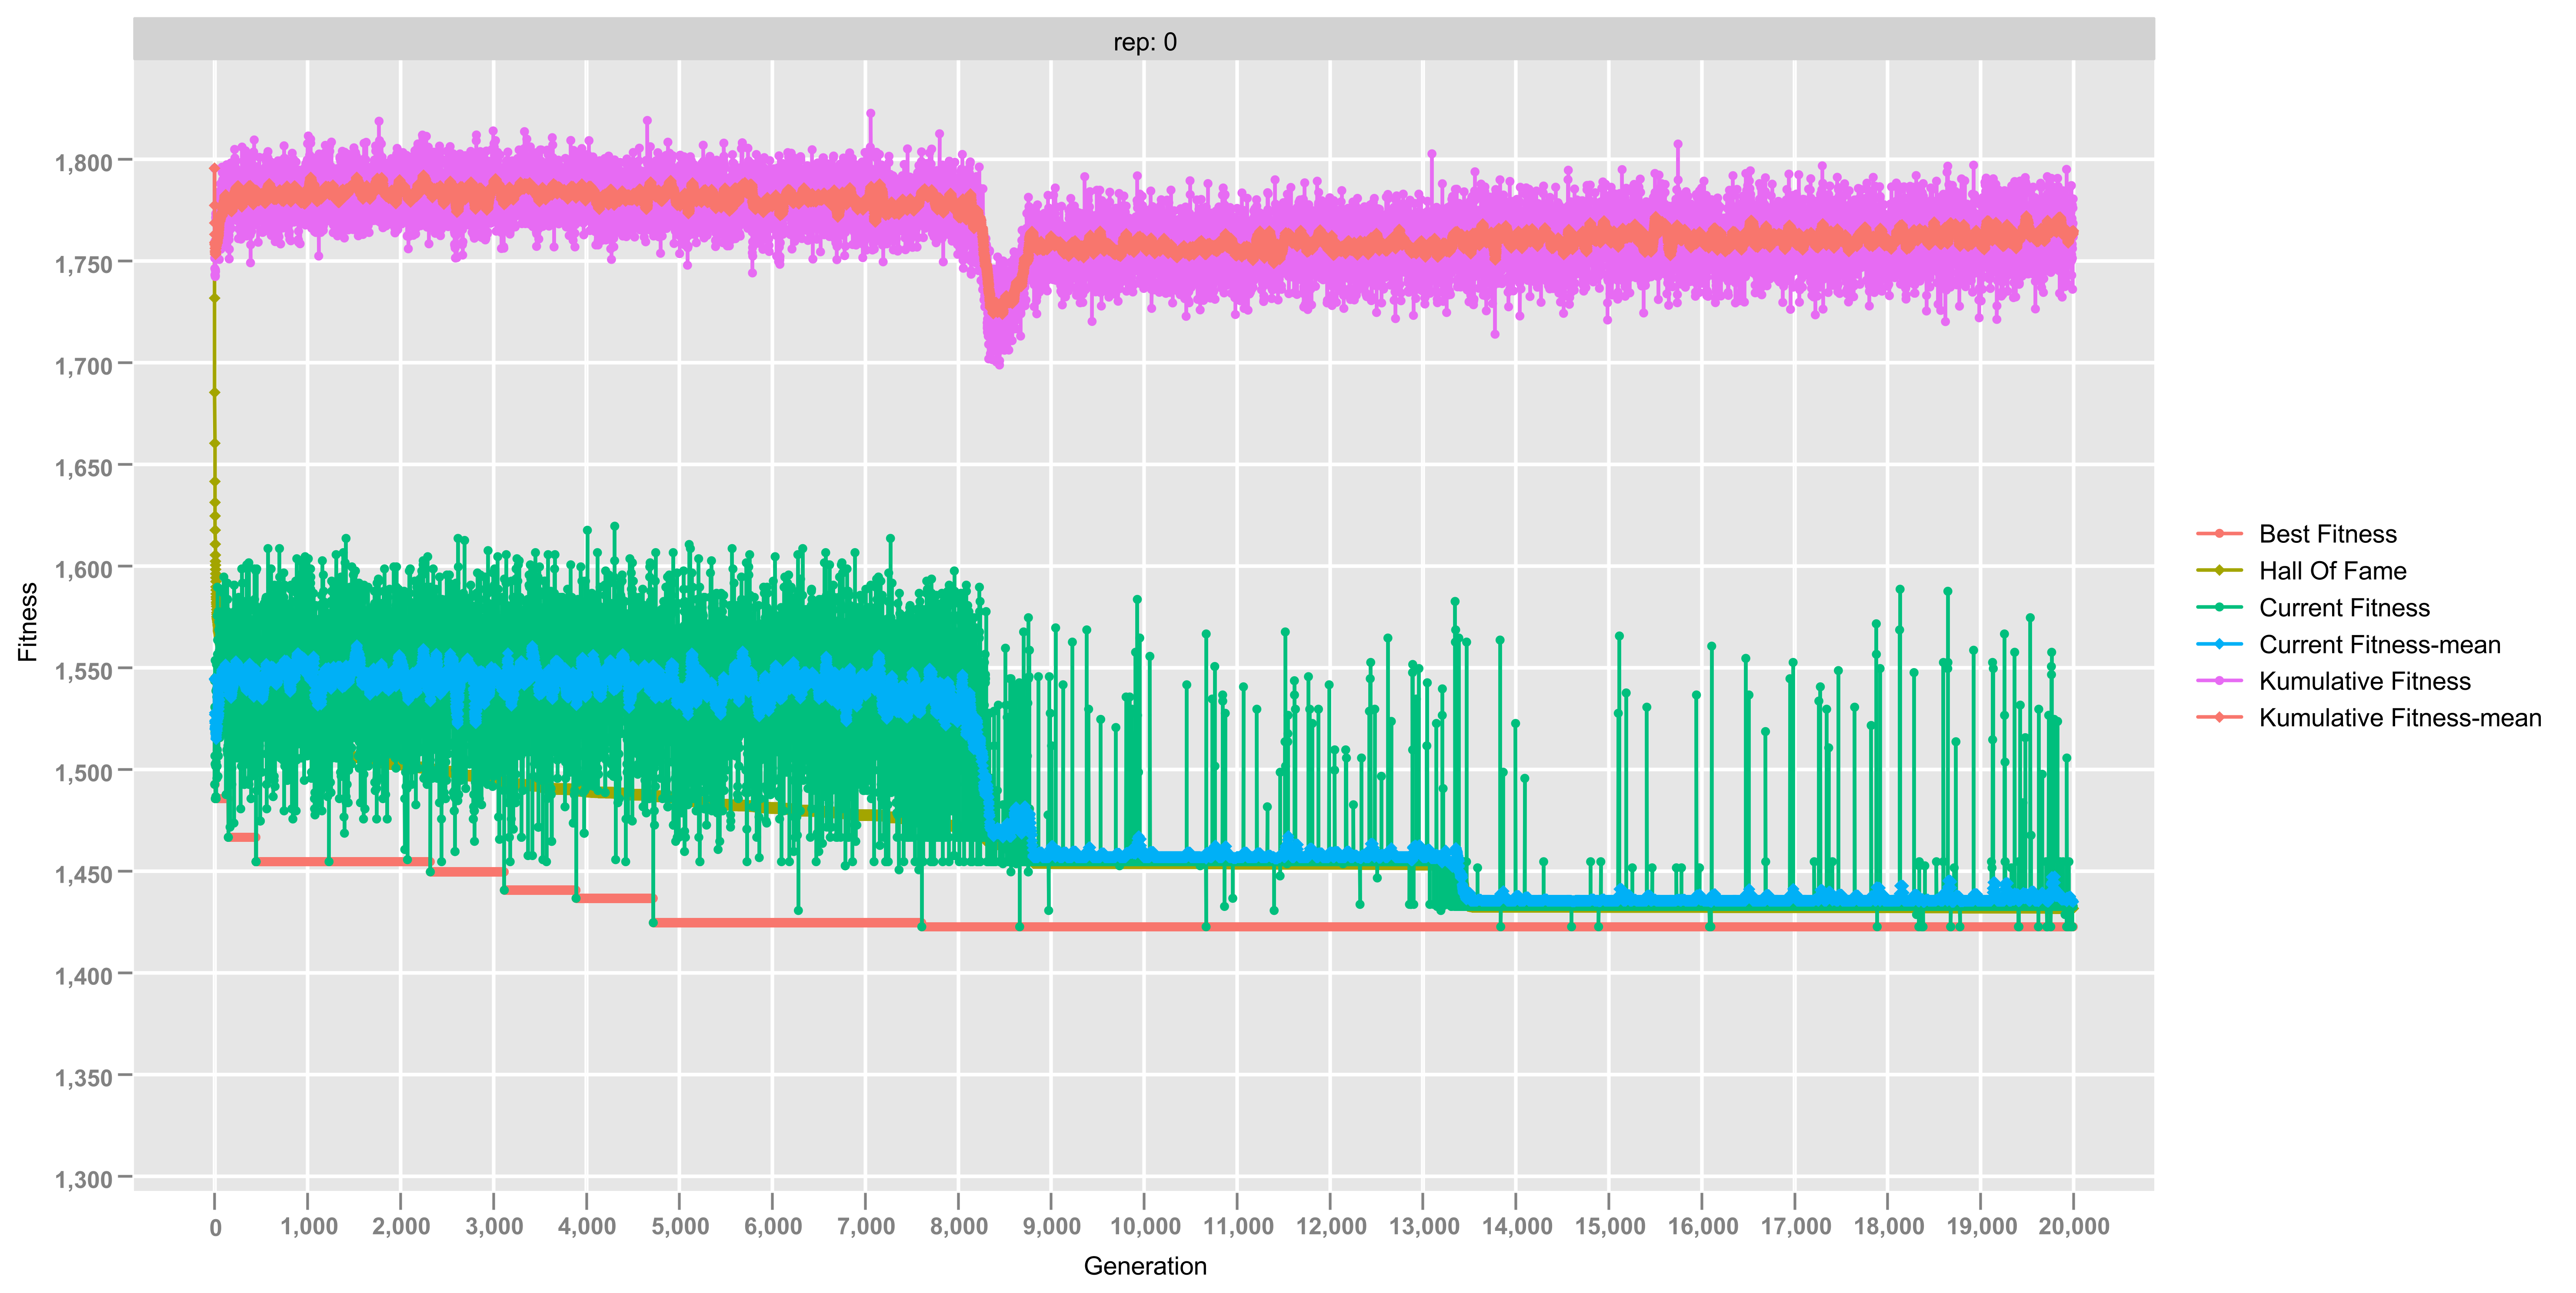 rep: 0
1,800
1,750
1,700
1,650
1,600
1,550
1,500
1,450
1,400
1,350
1,300
Fitness
0 1,000 2,000 3,000 4,000 5,000 6,000 7,000 8,000 9,000 10,000 11,000 12,000 13,000 14,000 15,000 16,000 17,000 18,000 19,000 20,000
Generation
Best Fitness
Hall Of Fame
Current Fitness
Current Fitness-mean
Kumulative Fitness
Kumulative Fitness-mean